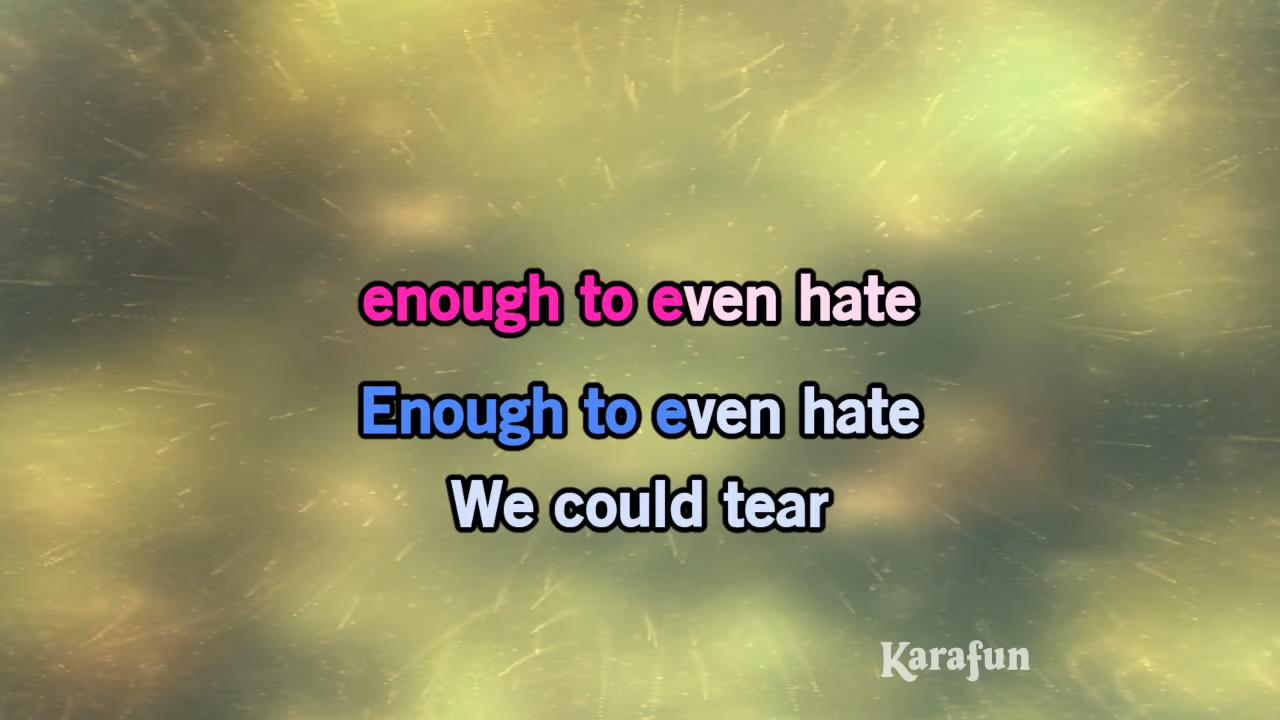 enough to even hate
Enough to even hate
We could tear
Karafun